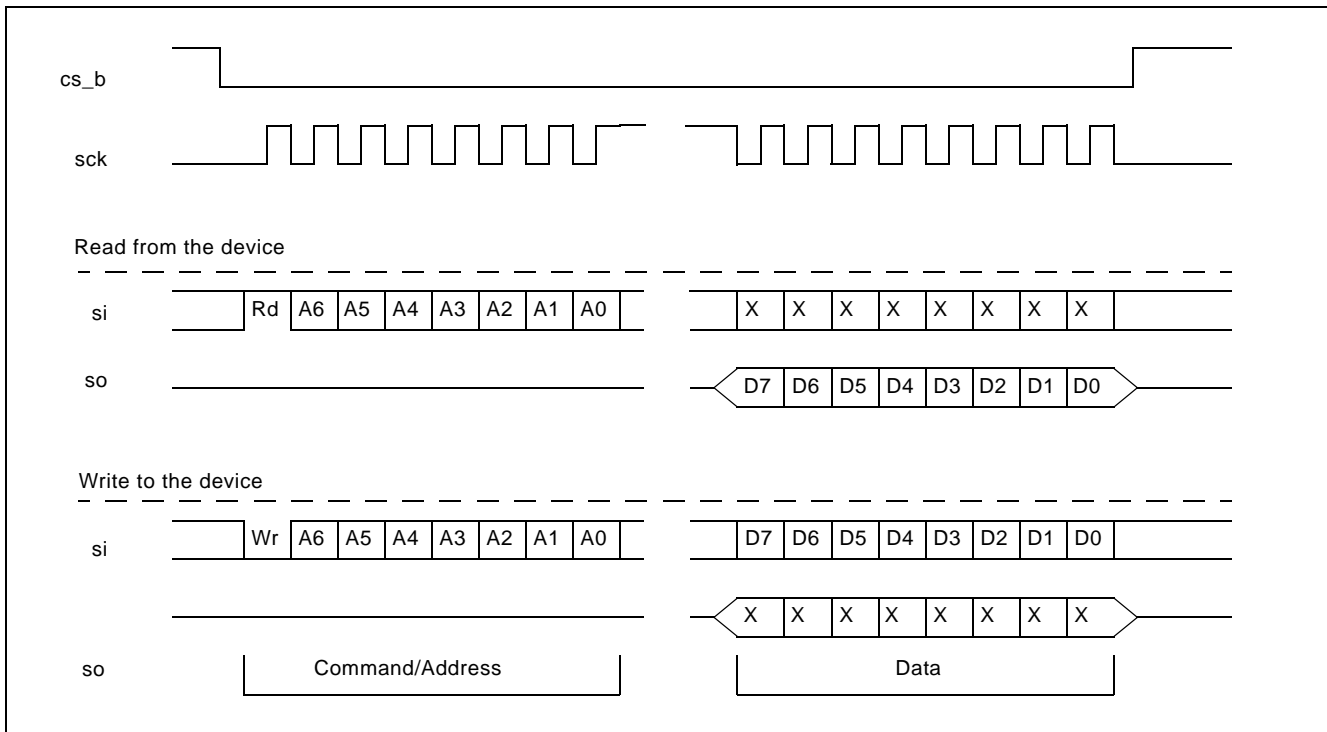 cs_b
sck
Read from the device
si Rd A6 A5 A4 A3 A2 A1 A0 X X X X X X X X
so D7 D6 D5 D4 D3 D2 D1 D0
Write to the device
si Wr A6 A5 A4 A3 A2 A1 A0 D7 D6 D5 D4 D3 D2 D1 D0
X X X X X X X X
so Command/Address Data